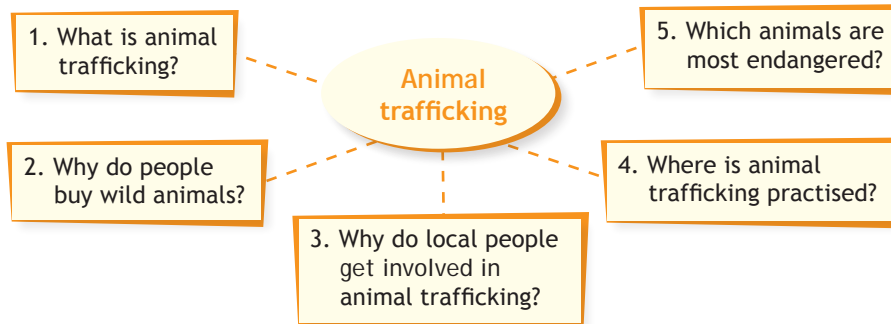 Animal
trafficking
1. What is animal
trafficking?
2. Why do people
buy wild animals?
3. Why do local people
get involved in
animal trafficking?
4. Where is animal
trafficking practised?
5. Which animals are
most endangered?